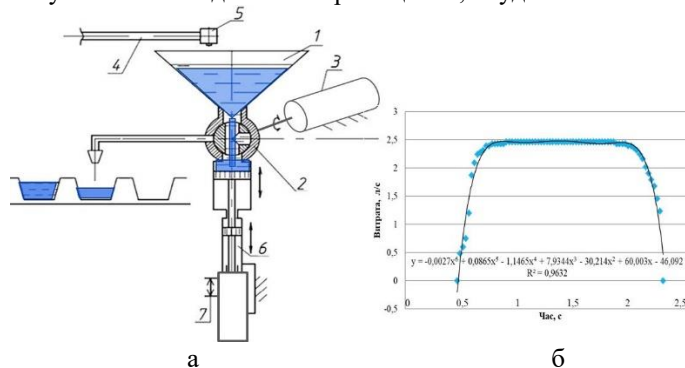 5
1
4
3
2
6
7
а
3
2,5
2
1,5
1
0,5
0
-0,5
Витрата, л/с
y = -0,0027x⁶ + 0,0865x⁵ - 1,1465x⁴ + 7,9344x³ - 30,214x² + 60,003x - 46,092
R² = 0,9632
0 0,5 1 1,5 2 2,5
Час, с
б